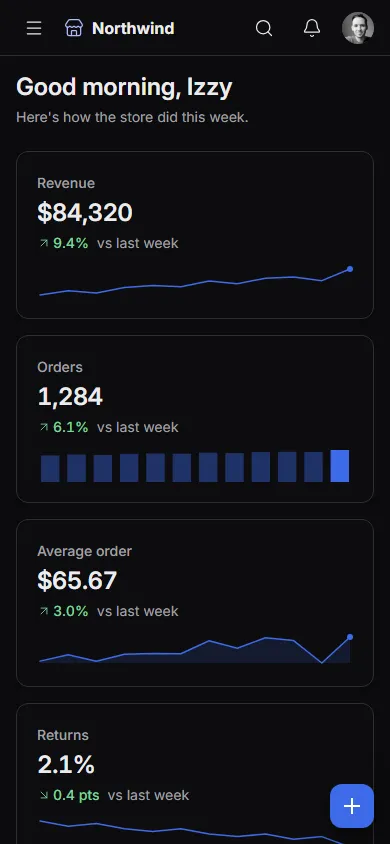 Northwind
Good morning, Izzy
Here's how the store did this week.
Revenue
$84,320
9.4% vs last week
Orders
1,284
6.1% vs last week
Average order
$65.67
3.0% vs last week
Returns
2.1%
0.4 pts vs last week